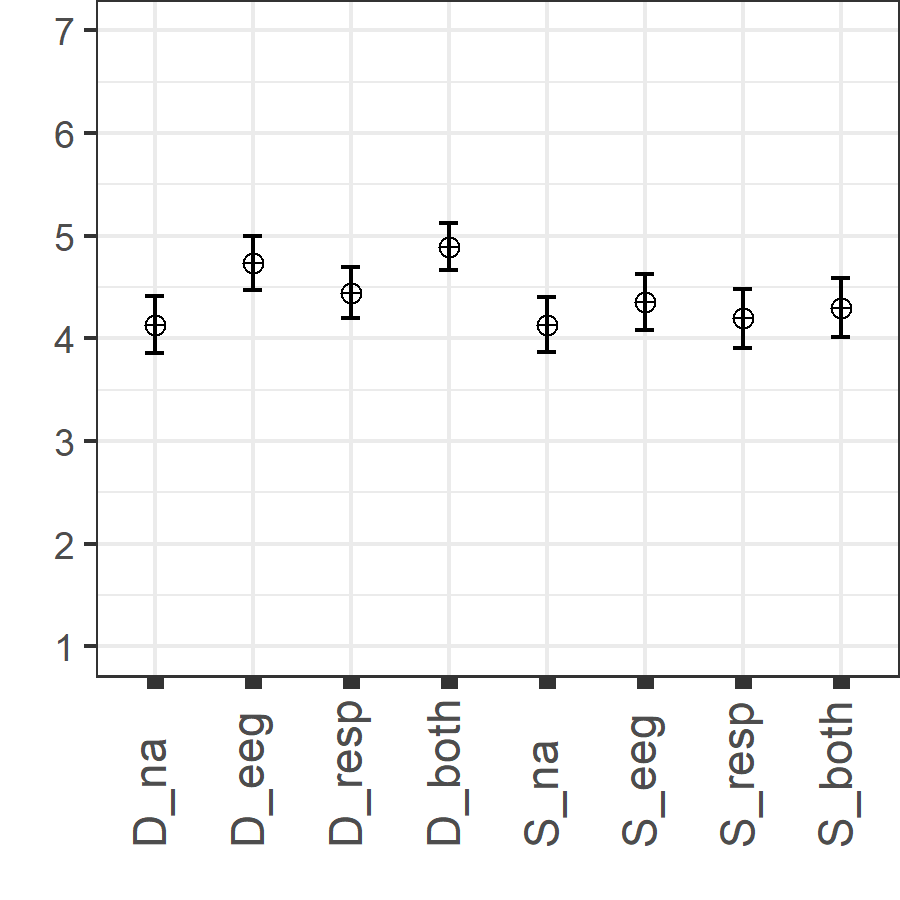 7
6
5
4
3
2
1
D_na
D_eeg
D_resp
D_both
S_na
S_eeg
S_resp
S_both